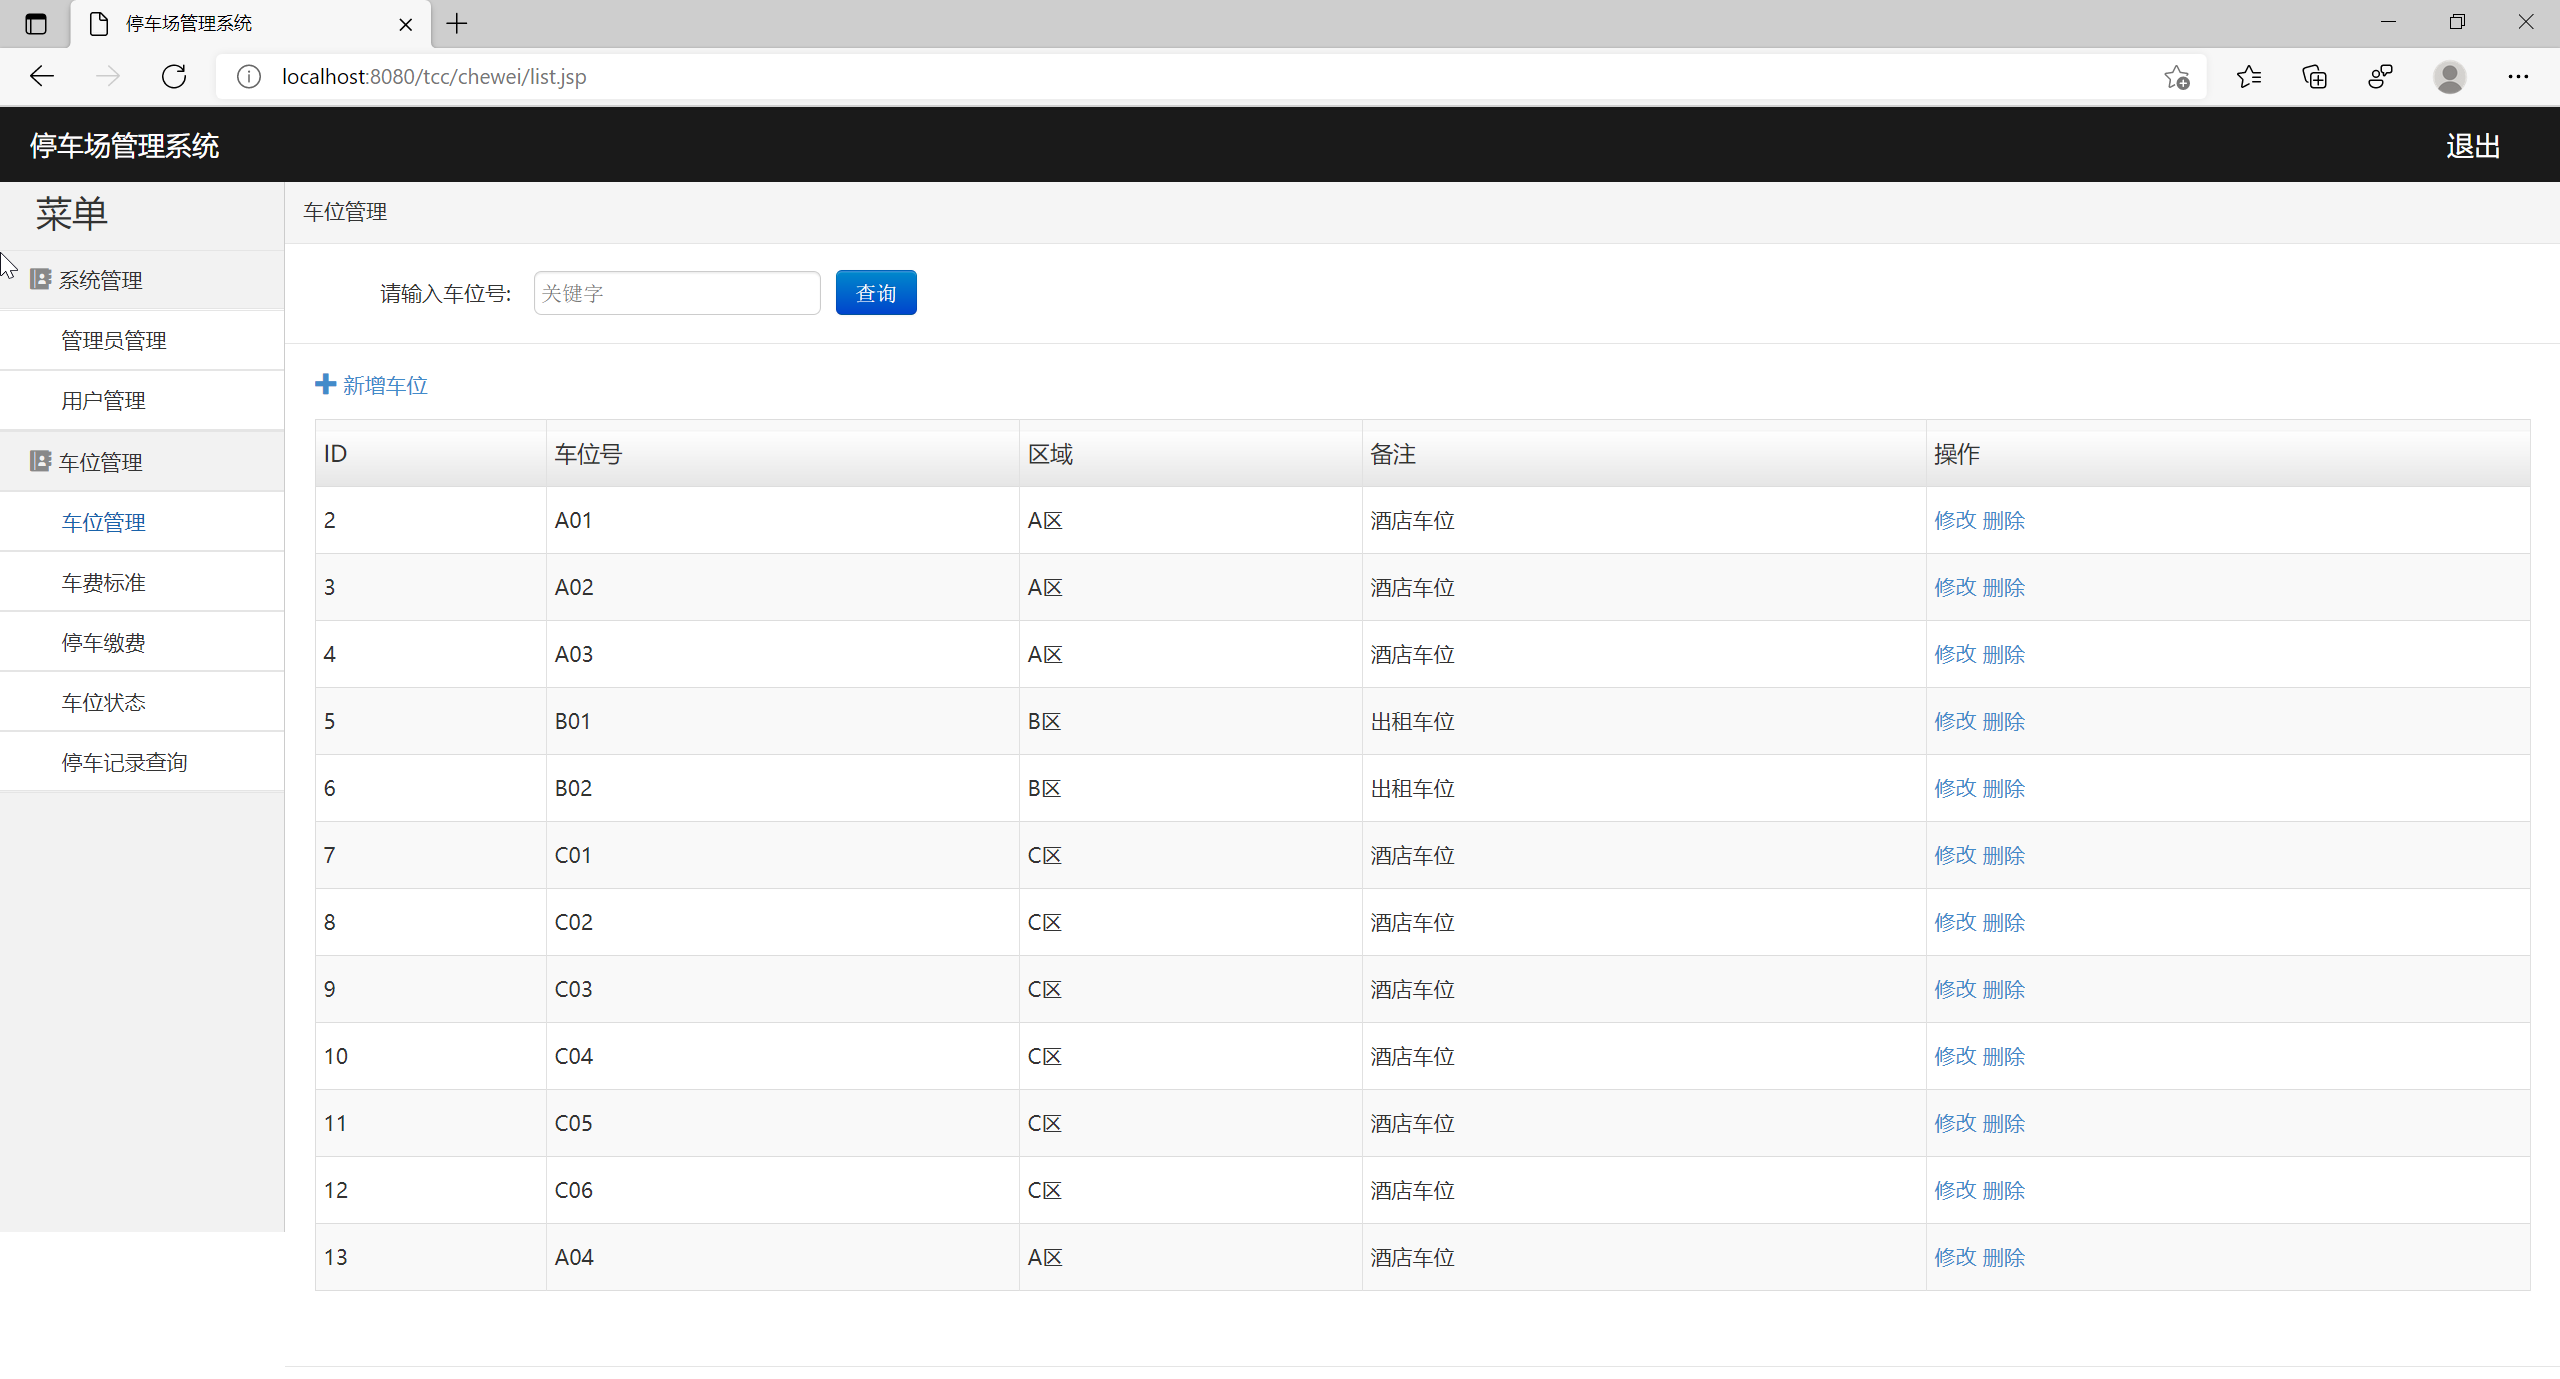 停车场管理系统
localhost:8080/tcc/chewei/list.jsp
停车场管理系统 退出
菜单
系统管理
管理员管理
用户管理
车位管理
车位管理
车费标准
停车缴费
车位状态
停车记录查询
车位管理
请输入车位号: 关键字 查询
新增车位
ID 车位号 区域 备注 操作
2 A01 A区 酒店车位 修改 删除
3 A02 A区 酒店车位 修改 删除
4 A03 A区 酒店车位 修改 删除
5 B01 B区 出租车位 修改 删除
6 B02 B区 出租车位 修改 删除
7 C01 C区 酒店车位 修改 删除
8 C02 C区 酒店车位 修改 删除
9 C03 C区 酒店车位 修改 删除
10 C04 C区 酒店车位 修改 删除
11 C05 C区 酒店车位 修改 删除
12 C06 C区 酒店车位 修改 删除
13 A04 A区 酒店车位 修改 删除